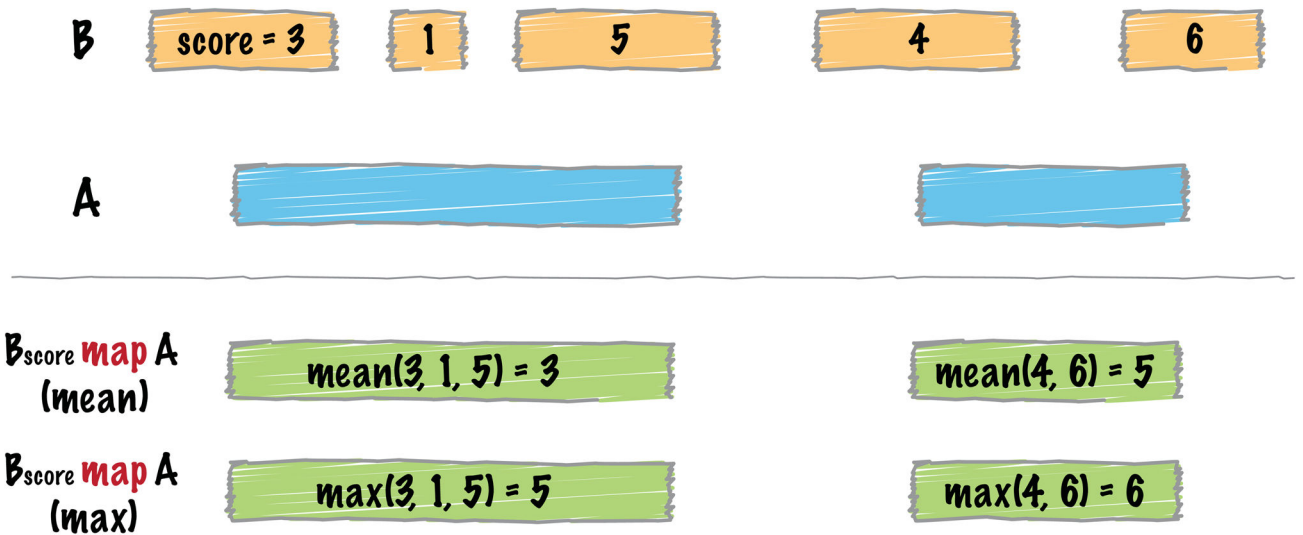 B score = 3 1 5 4 6
A
Bscore map A mean(3, 1, 5) = 3 mean(4, 6) = 5
(mean)
Bscore map A max(3, 1, 5) = 5 max(4, 6) = 6
(max)